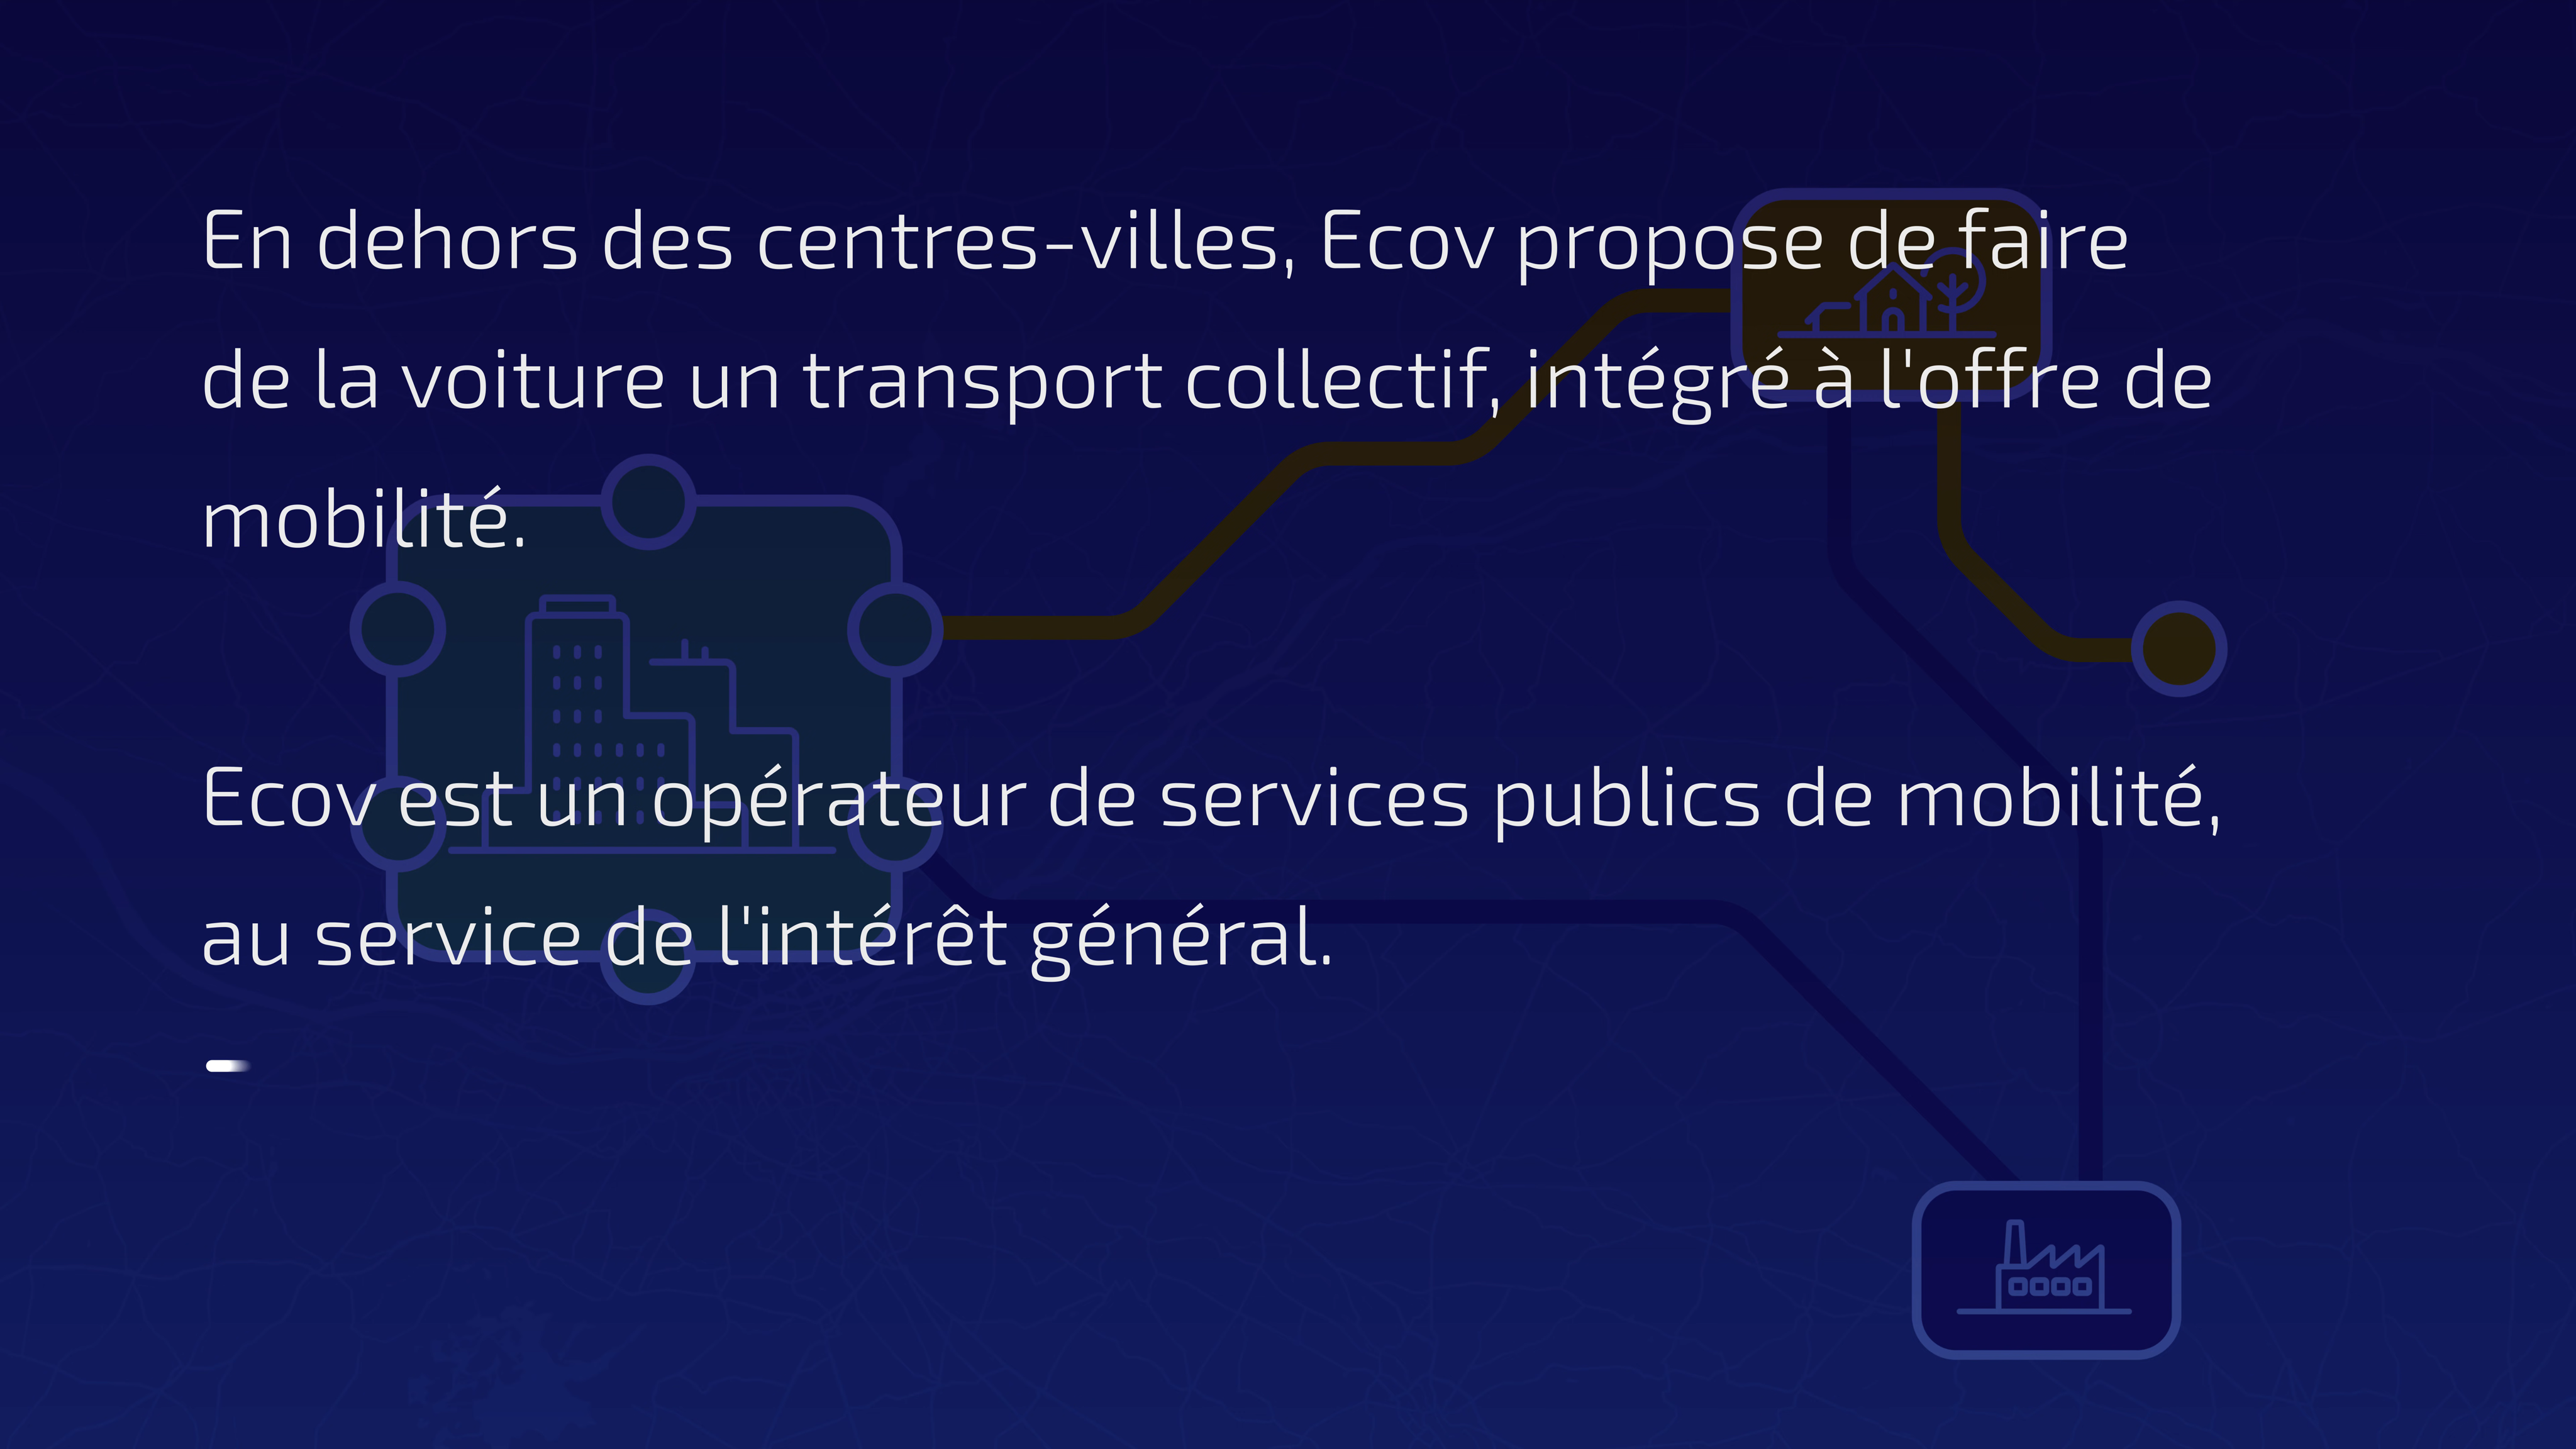 En dehors des centres-villes, Ecov propose de faire
de la voiture un transport collectif, intégré à l'offre de
mobilité.
Ecov est un opérateur de services publics de mobilité,
au service de l'intérêt général.